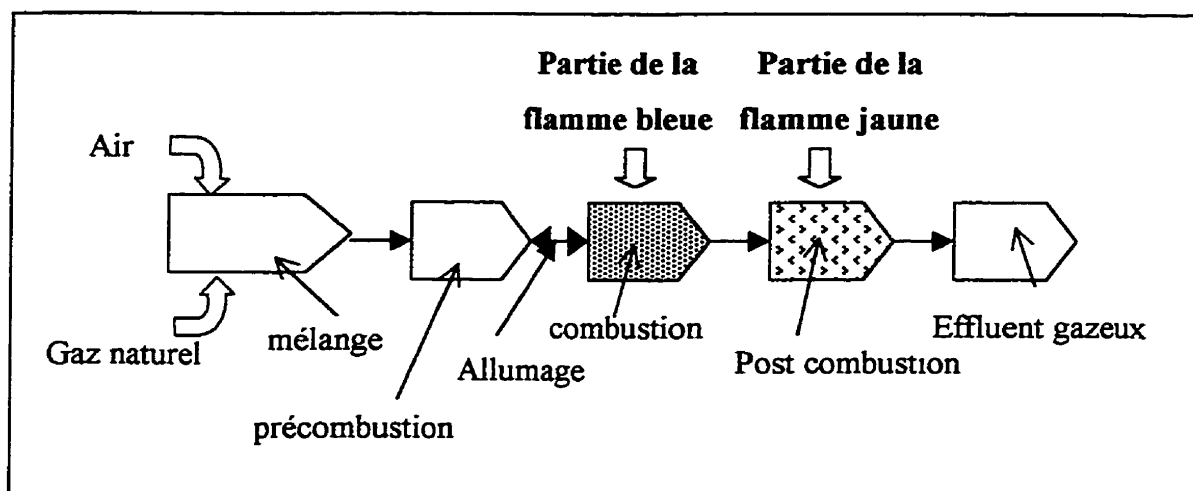 Partie de la
flamme bleue
Partie de la
flamme jaune
Air
Gaz naturel
mélange
précombustion
Allumage
combustion
Post combustion
Effluent gazeux